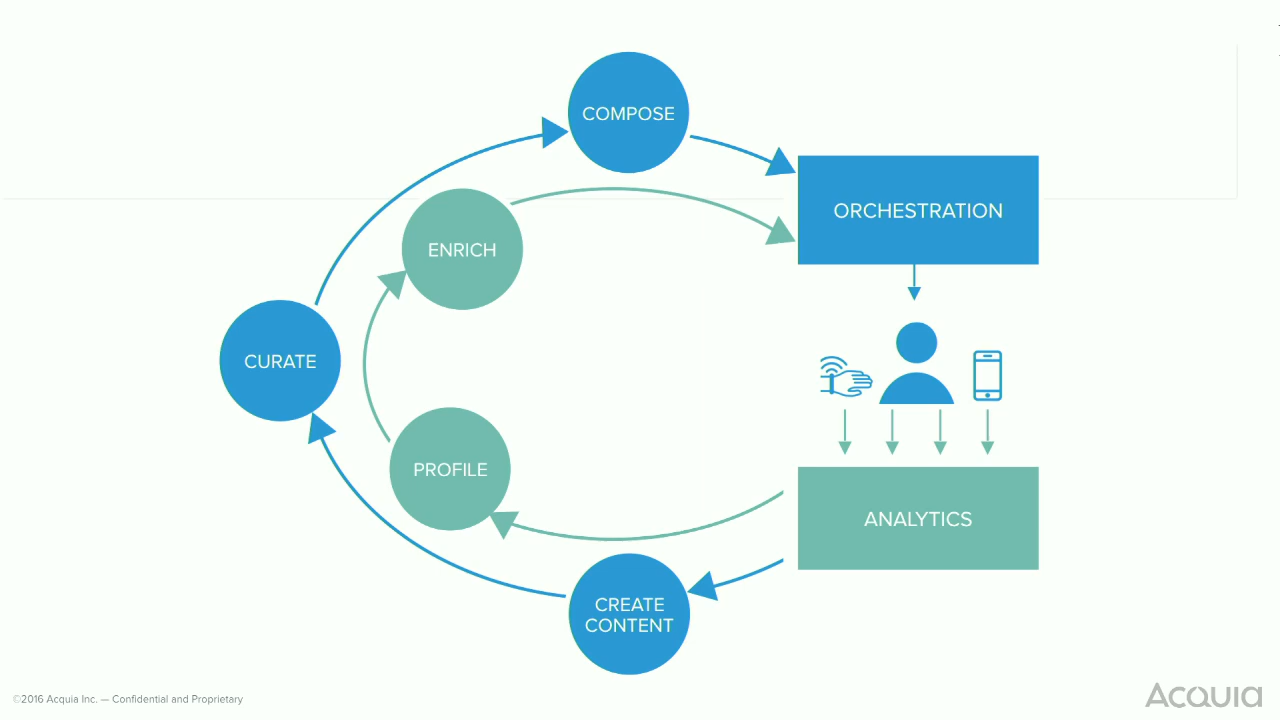 COMPOSE
ORCHESTRATION
ENRICH
CURATE
PROFILE
ANALYTICS
CREATE
CONTENT
©2016 Acquia Inc. — Confidential and Proprietary
Acquia